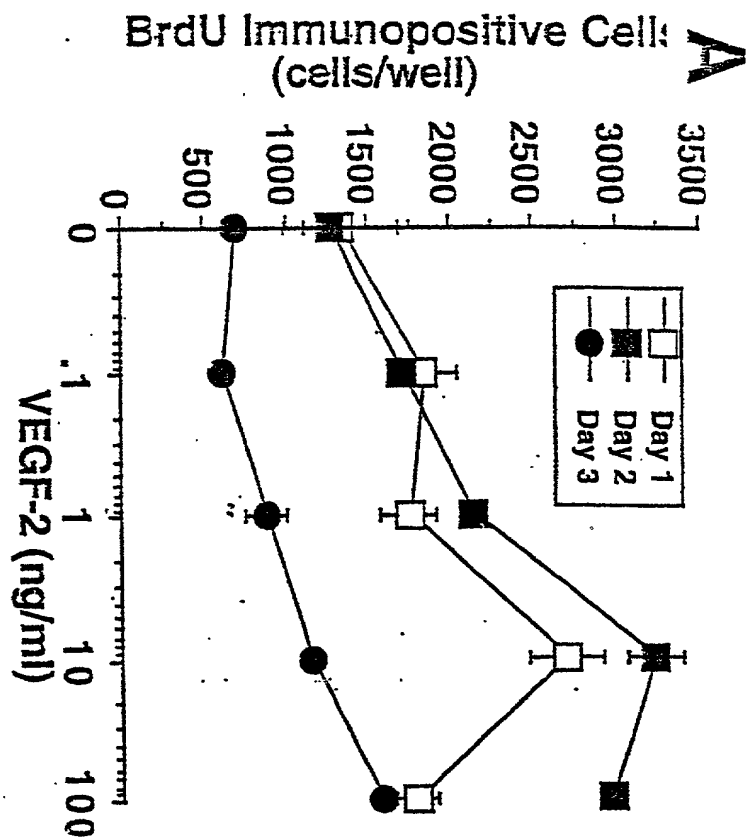 A
BrdU Immunopositive Cells
(cells/well)
3500
3000
2500
2000
1500
1000
500
0
Day 1
Day 2
Day 3
0
.1
1
10
100
VEGF-2 (ng/ml)